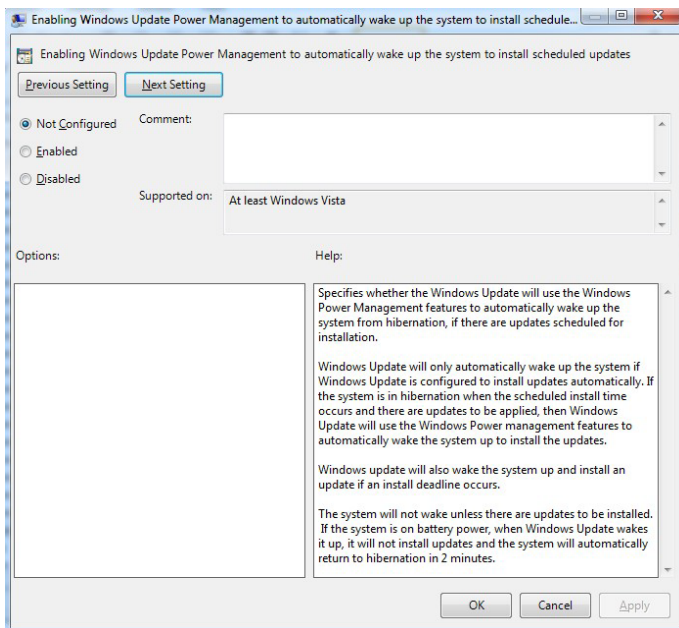 Enabling Windows Update Power Management to automatically wake up the system to install schedule...
Enabling Windows Update Power Management to automatically wake up the system to install scheduled updates
Previous Setting
Next Setting
Not Configured
Enabled
Disabled
Comment:
Supported on:
At least Windows Vista
Options:
Help:
Specifies whether the Windows Update will use the Windows
Power Management features to automatically wake up the
system from hibernation, if there are updates scheduled for
installation.
Windows Update will only automatically wake up the system if
Windows Update is configured to install updates automatically. If
the system is in hibernation when the scheduled install time
occurs and there are updates to be applied, then Windows
Update will use the Windows Power management features to
automatically wake the system up to install the updates.
Windows update will also wake the system up and install an
update if an install deadline occurs.
The system will not wake unless there are updates to be installed.
If the system is on battery power, when Windows Update wakes
it up, it will not install updates and the system will automatically
return to hibernation in 2 minutes.
OK
Cancel
Apply